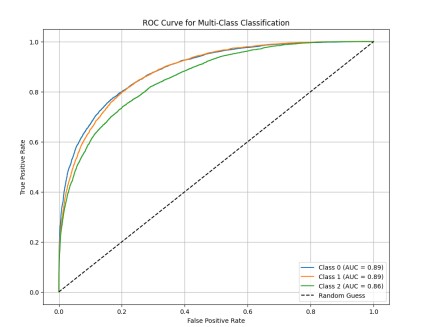 ROC Curve for Multi-Class Classification
1.0
0.8
0.6
0.4
0.2
0.0
True Positive Rate
0.0 0.2 0.4 0.6 0.8 1.0
False Positive Rate
Class 0 (AUC = 0.89)
Class 1 (AUC = 0.89)
Class 2 (AUC = 0.86)
Random Guess